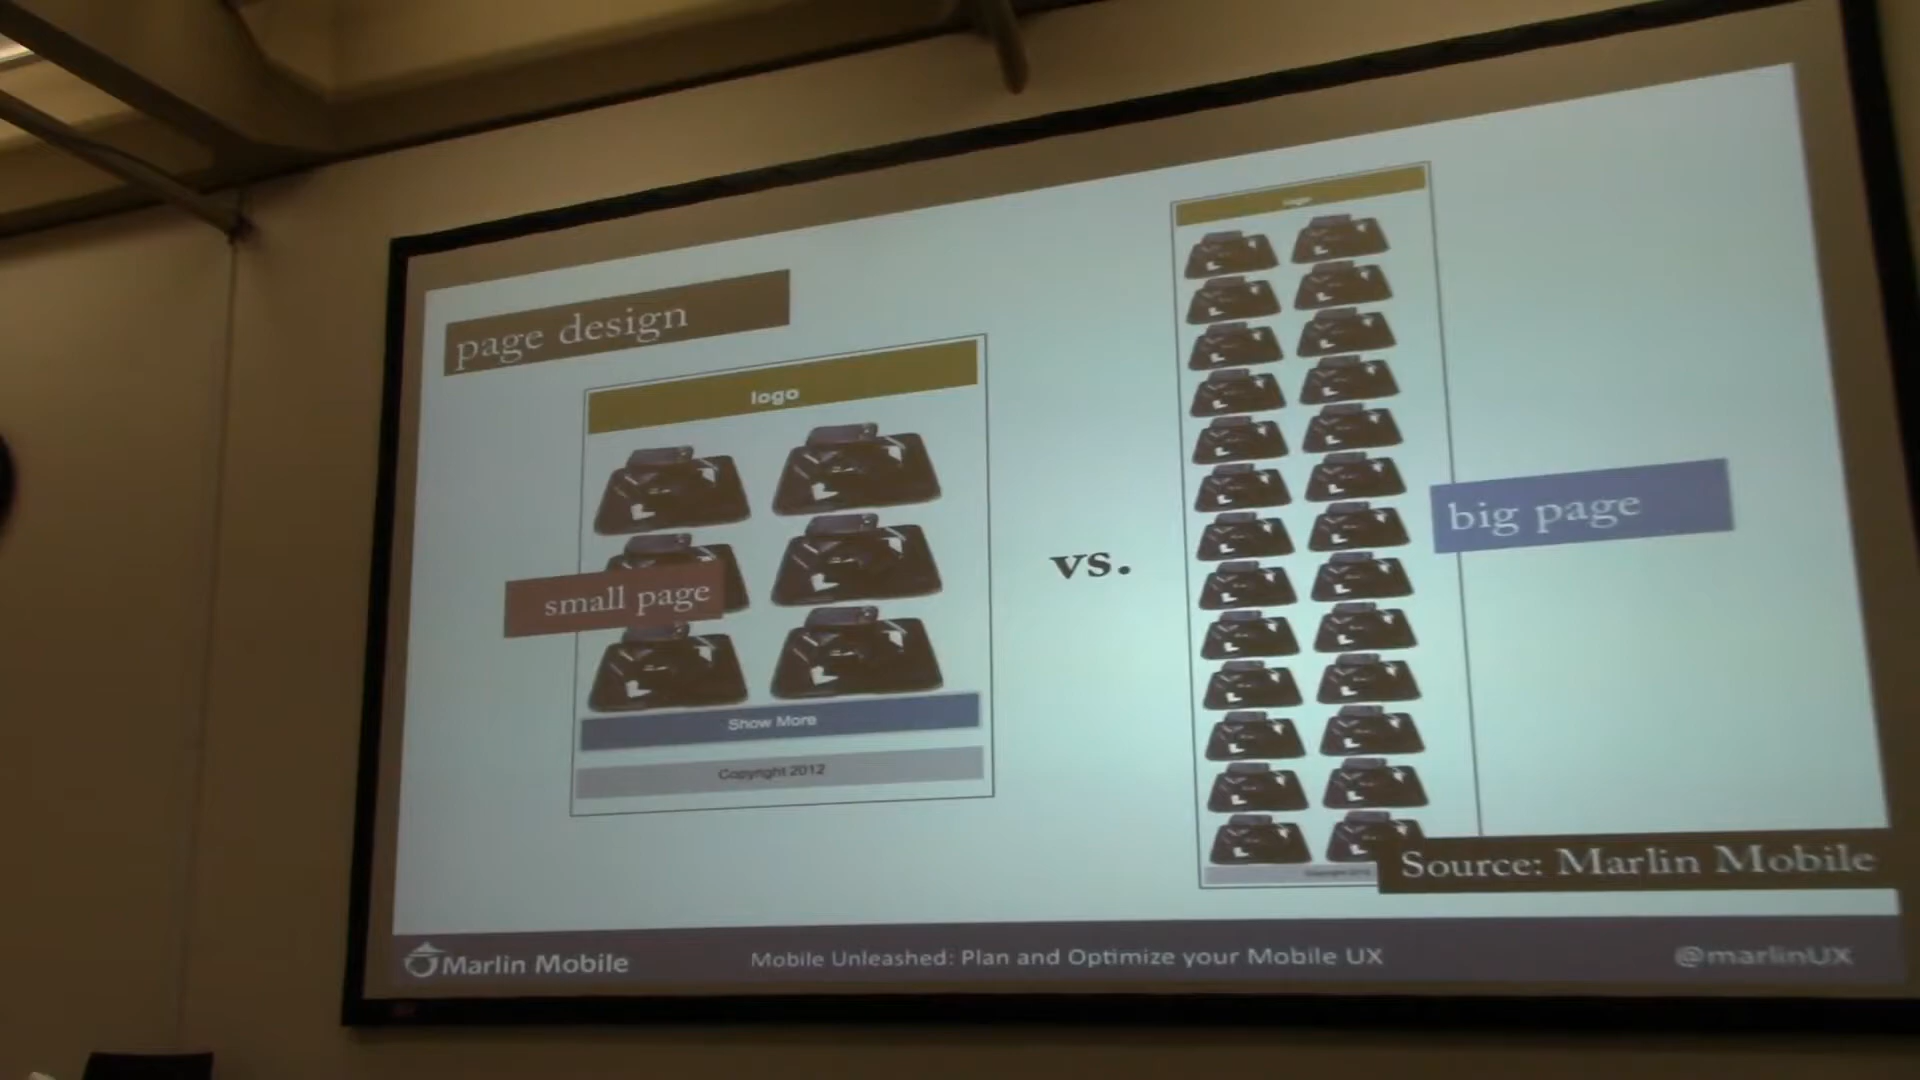 page design
logo
small page
Show More
Copyright 2012
vs.
logo
big page
Source: Marlin Mobile
Marlin Mobile
Mobile Unleashed: Plan and Optimize your Mobile UX
@marlinUX